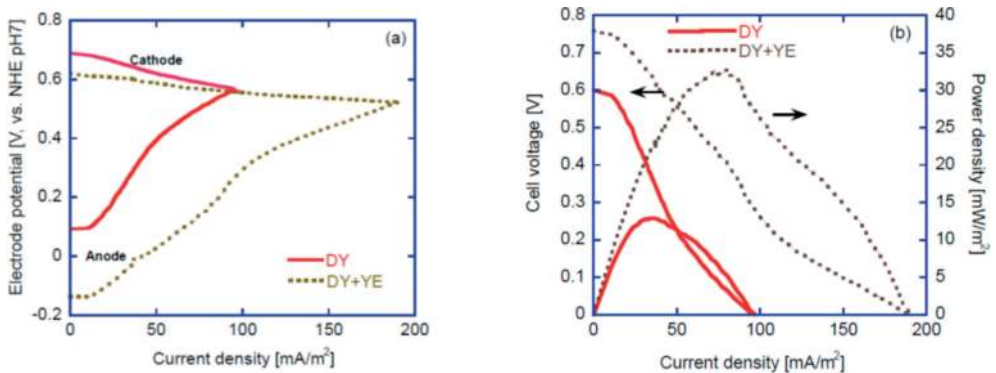 (a)
0.8
0.6
0.4
0.2
0
-0.2
Electrode potential [V, vs. NHE pH7]
Cathode
Anode
DY
DY+YE
0 50 100 150 200
Current density [mA/m²]
(b)
0.8
0.7
0.6
0.5
0.4
0.3
0.2
0.1
0
Cell voltage [V]
DY
DY+YE
40
35
30
25
20
15
10
5
0
Power density [mW/m²]
0 50 100 150 200
Current density [mA/m²]